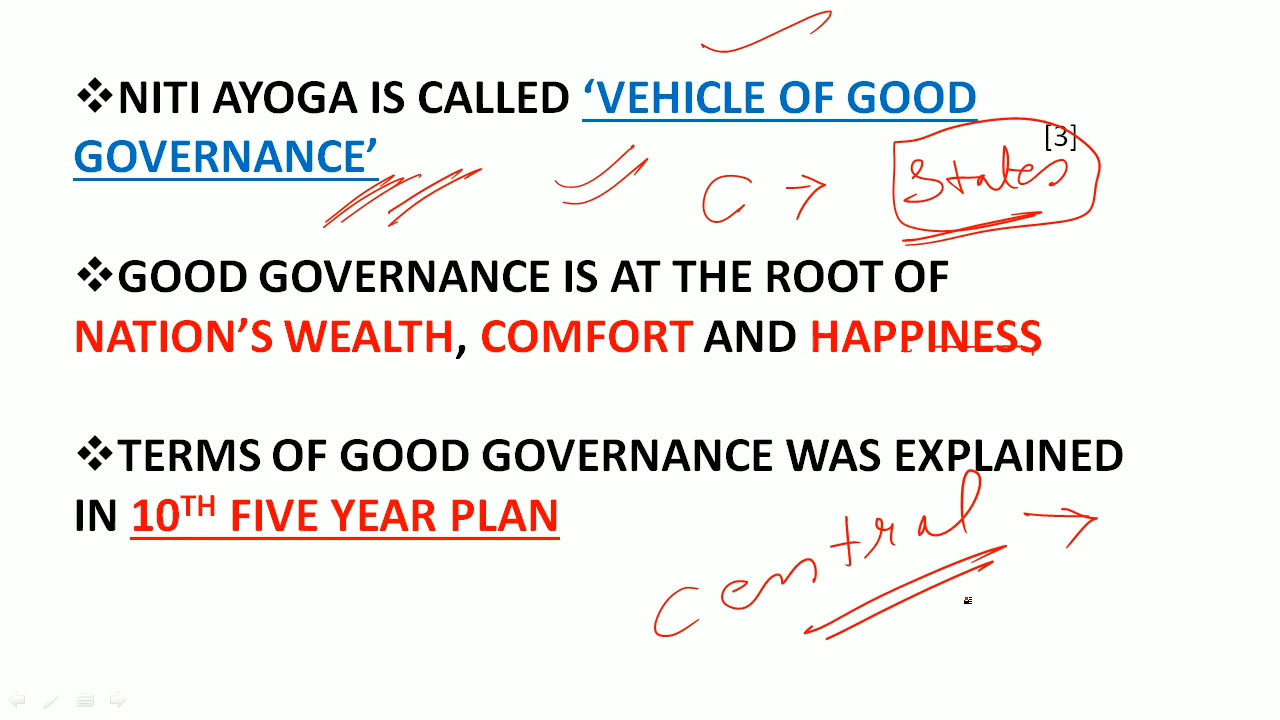 ❖NITI AYOGA IS CALLED ‘VEHICLE OF GOOD
GOVERNANCE’
[3]
C → States
❖GOOD GOVERNANCE IS AT THE ROOT OF
NATION’S WEALTH, COMFORT AND HAPPINESS
❖TERMS OF GOOD GOVERNANCE WAS EXPLAINED
IN 10TH FIVE YEAR PLAN
Central →